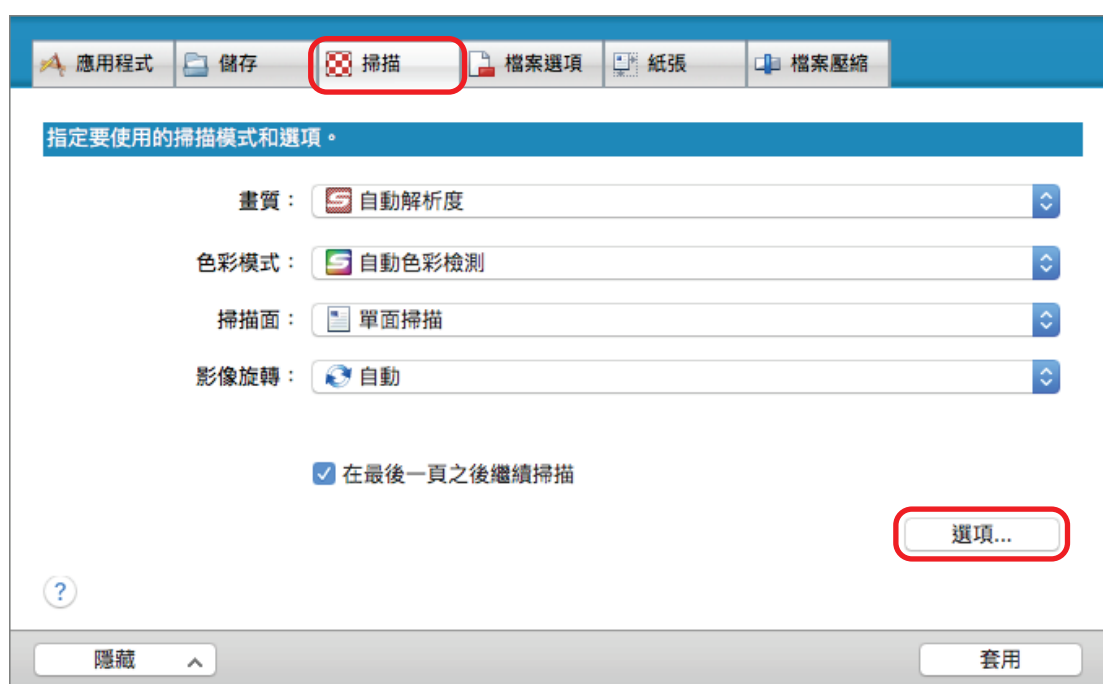 應用程式 儲存 掃描 檔案選項 紙張 檔案壓縮
指定要使用的掃描模式和選項。
畫質： 自動解析度
色彩模式： 自動色彩檢測
掃描面： 單面掃描
影像旋轉： 自動
在最後一頁之後繼續掃描
選項...
?
隱藏 套用